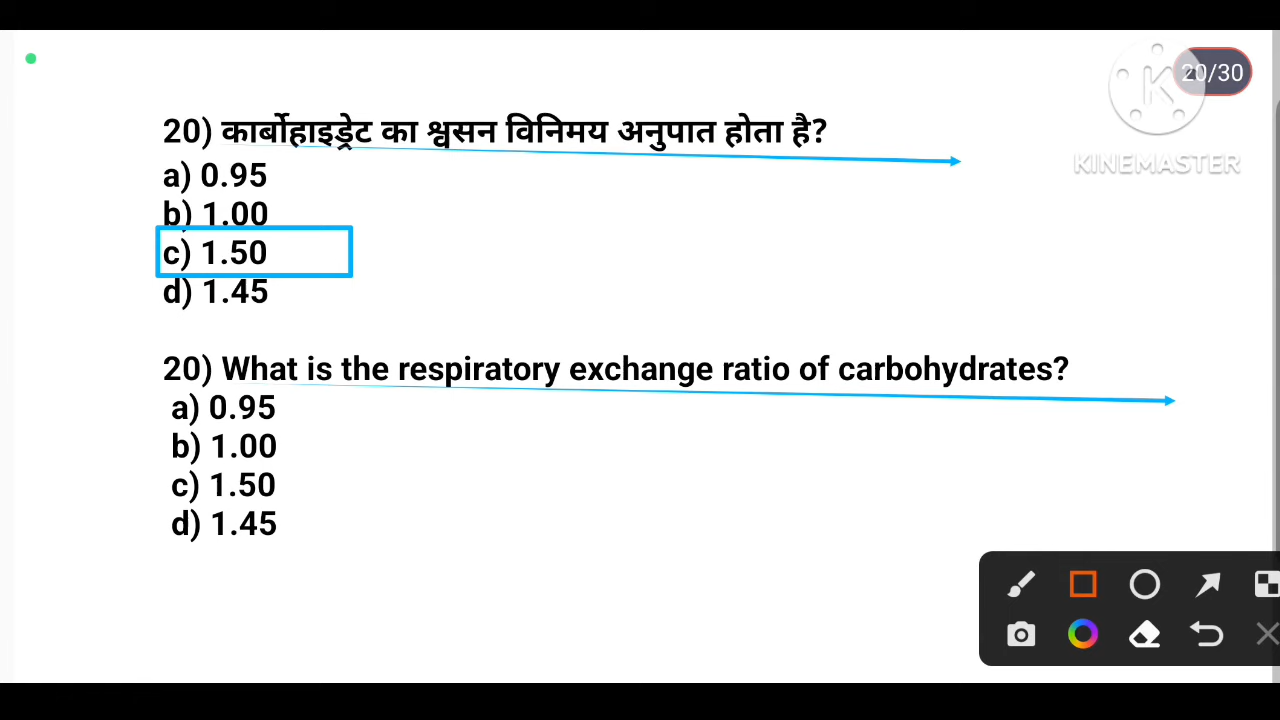 20/30
KINEMASTER
20) कार्बोहाइड्रेट का श्वसन विनिमय अनुपात होता है?
a) 0.95
b) 1.00
c) 1.50
d) 1.45
20) What is the respiratory exchange ratio of carbohydrates?
a) 0.95
b) 1.00
c) 1.50
d) 1.45